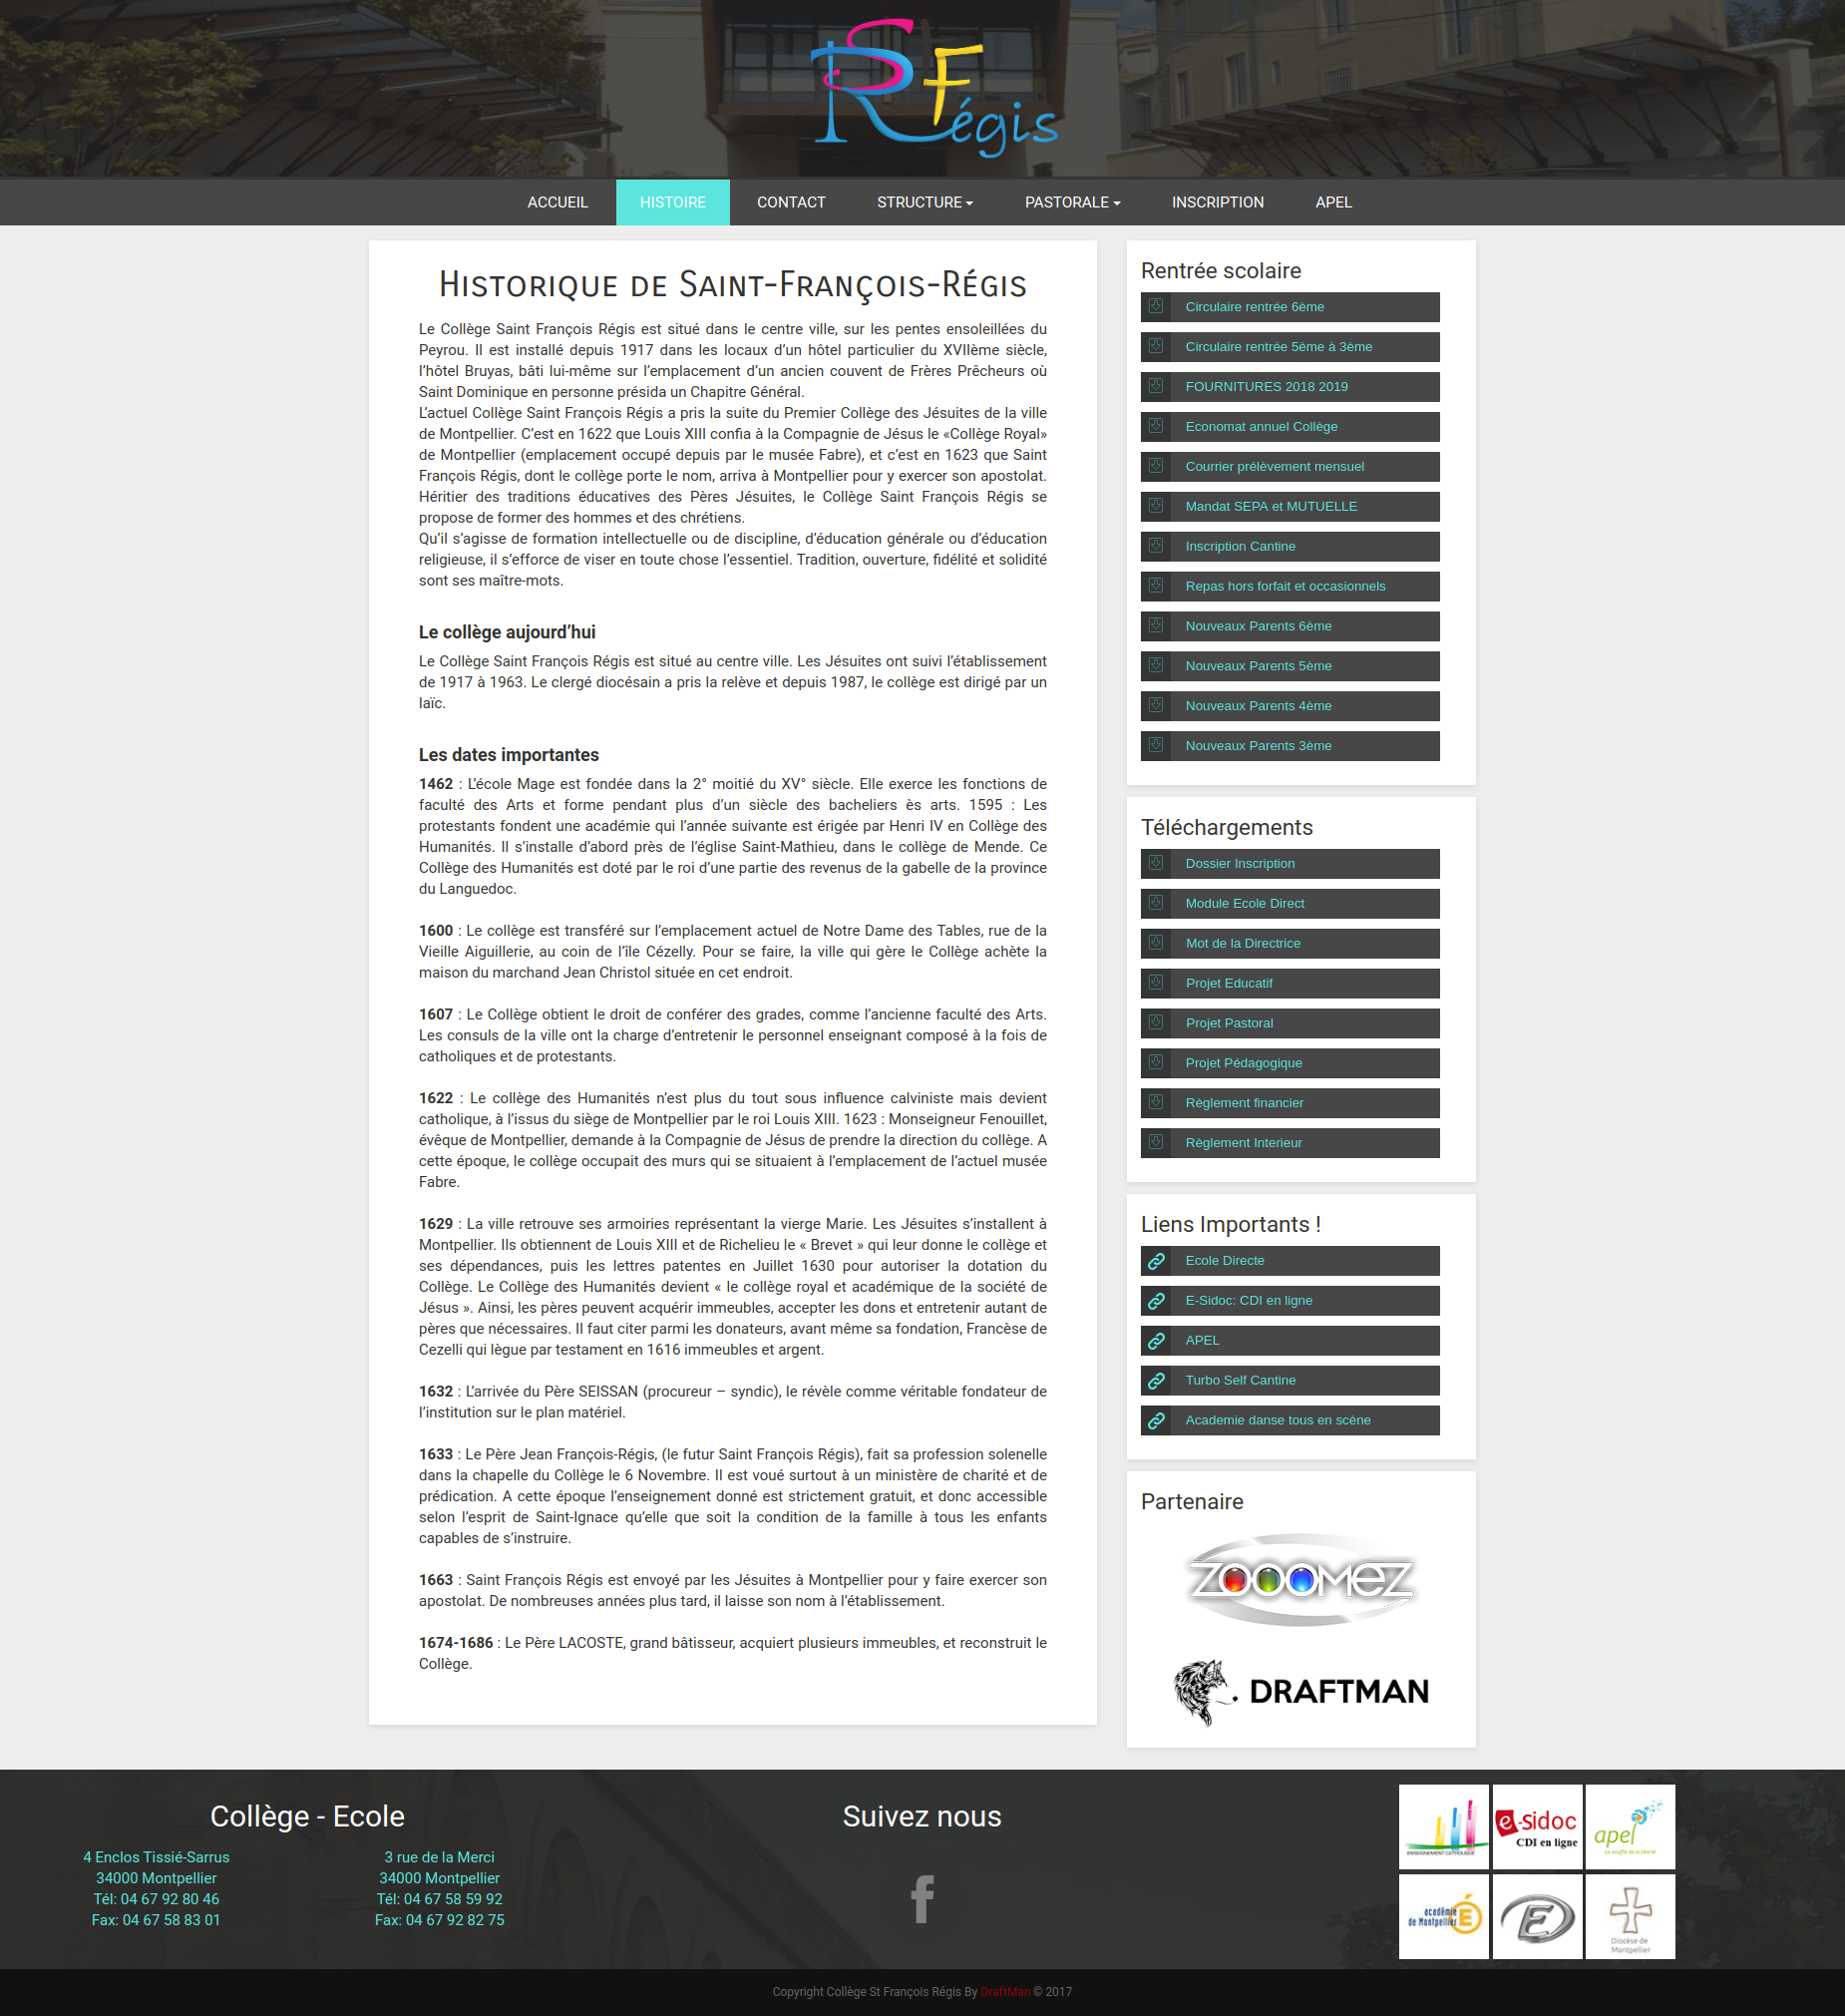 RS F
Régis
ACCUEIL HISTOIRE CONTACT STRUCTURE PASTORALE INSCRIPTION APEL
Historique de Saint-François-Régis
Le Collège Saint François Régis est situé dans le centre ville, sur les pentes ensoleillées du
Peyrou. Il est installé depuis 1917 dans les locaux d’un hôtel particulier du XVIIème siècle,
l’hôtel Bruyas, bâti lui-même sur l’emplacement d’un ancien couvent de Frères Prêcheurs où
Saint Dominique en personne présida un Chapitre Général.
L’actuel Collège Saint François Régis a pris la suite du Premier Collège des Jésuites de la ville
de Montpellier. C’est en 1622 que Louis XIII confia à la Compagnie de Jésus le «Collège Royal»
de Montpellier (emplacement occupé depuis par le musée Fabre), et c’est en 1623 que Saint
François Régis, dont le collège porte le nom, arriva à Montpellier pour y exercer son apostolat.
Héritier des traditions éducatives des Pères Jésuites, le Collège Saint François Régis se
propose de former des hommes et des chrétiens.
Qu’il s’agisse de formation intellectuelle ou de discipline, d’éducation générale ou d’éducation
religieuse, il s’efforce de viser en toute chose l’essentiel. Tradition, ouverture, fidélité et solidité
sont ses maître-mots.
Le collège aujourd’hui
Le Collège Saint François Régis est situé au centre ville. Les Jésuites ont suivi l’établissement
de 1917 à 1963. Le clergé diocésain a pris la relève et depuis 1987, le collège est dirigé par un
laïc.
Les dates importantes
1462 : L’école Mage est fondée dans la 2° moitié du XV° siècle. Elle exerce les fonctions de
faculté des Arts et forme pendant plus d’un siècle des bacheliers ès arts. 1595 : Les
protestants fondent une académie qui l’année suivante est érigée par Henri IV en Collège des
Humanités. Il s’installe d’abord près de l’église Saint-Mathieu, dans le collège de Mende. Ce
Collège des Humanités est doté par le roi d’une partie des revenus de la gabelle de la province
du Languedoc.
1600 : Le collège est transféré sur l’emplacement actuel de Notre Dame des Tables, rue de la
Vieille Aiguillerie, au coin de l’île Cézelly. Pour se faire, la ville qui gère le Collège achète la
maison du marchand Jean Christol située en cet endroit.
1607 : Le Collège obtient le droit de conférer des grades, comme l’ancienne faculté des Arts.
Les consuls de la ville ont la charge d’entretenir le personnel enseignant composé à la fois de
catholiques et de protestants.
1622 : Le collège des Humanités n’est plus du tout sous influence calviniste mais devient
catholique, à l’issus du siège de Montpellier par le roi Louis XIII. 1623 : Monseigneur Fenouillet,
évêque de Montpellier, demande à la Compagnie de Jésus de prendre la direction du collège. A
cette époque, le collège occupait des murs qui se situaient à l’emplacement de l’actuel musée
Fabre.
1629 : La ville retrouve ses armoiries représentant la vierge Marie. Les Jésuites s’installent à
Montpellier. Ils obtiennent de Louis XIII et de Richelieu le « Brevet » qui leur donne le collège et
ses dépendances, puis les lettres patentes en Juillet 1630 pour autoriser la dotation du
Collège. Le Collège des Humanités devient « le collège royal et académique de la société de
Jésus ». Ainsi, les pères peuvent acquérir immeubles, accepter les dons et entretenir autant de
pères que nécessaires. Il faut citer parmi les donateurs, avant même sa fondation, Francèse de
Cezelli qui lègue par testament en 1616 immeubles et argent.
1632 : L’arrivée du Père SEISSAN (procureur – syndic), le révèle comme véritable fondateur de
l’institution sur le plan matériel.
1633 : Le Père Jean François-Régis, (le futur Saint François Régis), fait sa profession solenelle
dans la chapelle du Collège le 6 Novembre. Il est voué surtout à un ministère de charité et de
prédication. A cette époque l’enseignement donné est strictement gratuit, et donc accessible
selon l’esprit de Saint-Ignace qu’elle que soit la condition de la famille à tous les enfants
capables de s’instruire.
1663 : Saint François Régis est envoyé par les Jésuites à Montpellier pour y faire exercer son
apostolat. De nombreuses années plus tard, il laisse son nom à l’établissement.
1674-1686 : Le Père LACOSTE, grand bâtisseur, acquiert plusieurs immeubles, et reconstruit le
Collège.
Rentrée scolaire
Circulaire rentrée 6ème
Circulaire rentrée 5ème à 3ème
FOURNITURES 2018 2019
Economat annuel Collège
Courrier prélèvement mensuel
Mandat SEPA et MUTUELLE
Inscription Cantine
Repas hors forfait et occasionnels
Nouveaux Parents 6ème
Nouveaux Parents 5ème
Nouveaux Parents 4ème
Nouveaux Parents 3ème
Téléchargements
Dossier Inscription
Module Ecole Direct
Mot de la Directrice
Projet Educatif
Projet Pastoral
Projet Pédagogique
Règlement financier
Règlement Interieur
Liens Importants !
Ecole Directe
E-Sidoc: CDI en ligne
APEL
Turbo Self Cantine
Academie danse tous en scène
Partenaire
ZOOOMEZ
DRAFTMAN
Collège - Ecole
4 Enclos Tissié-Sarrus
34000 Montpellier
Tél: 04 67 92 80 46
Fax: 04 67 58 83 01
3 rue de la Merci
34000 Montpellier
Tél: 04 67 58 59 92
Fax: 04 67 92 82 75
Suivez nous
ENSEIGNEMENT CATHOLIQUE
e-sidoc
CDI en ligne
apel
Le souffle de la liberté
académie
de Montpellier
É
E
Diocèse de
Montpellier
Copyright Collège St François Régis By DraftMan © 2017